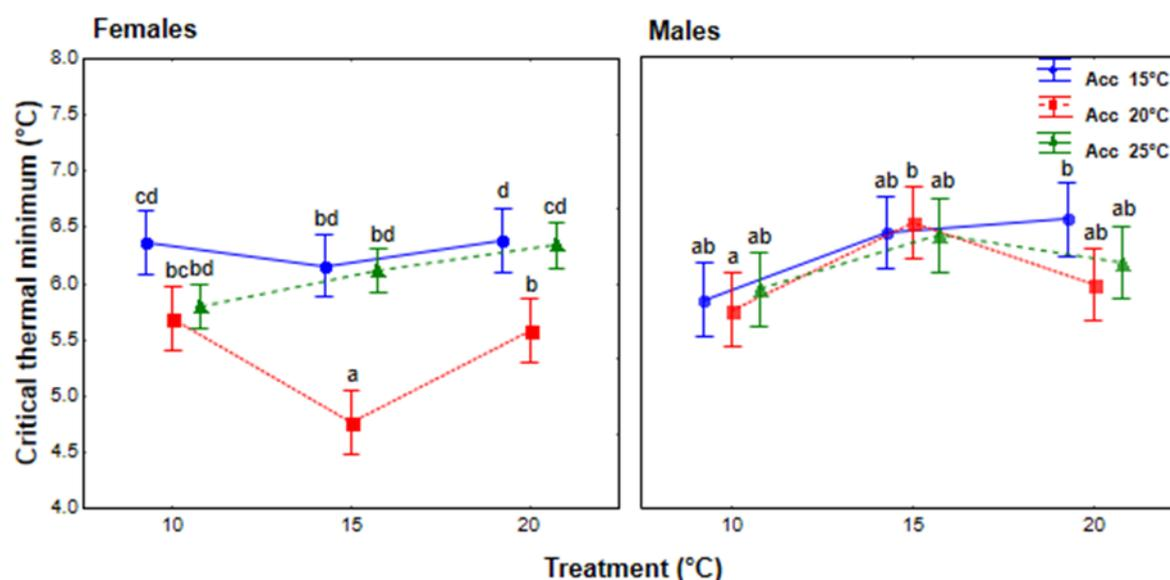 Females
Males
Critical thermal minimum (°C)
8.0
7.5
7.0
6.5
6.0
5.5
5.0
4.5
4.0
cd
bc
bd
bd
a
bd
d
b
cd
ab
a
ab
ab
b
ab
b
ab
ab
Acc 15°C
Acc 20°C
Acc 25°C
10
15
20
10
15
20
Treatment (°C)